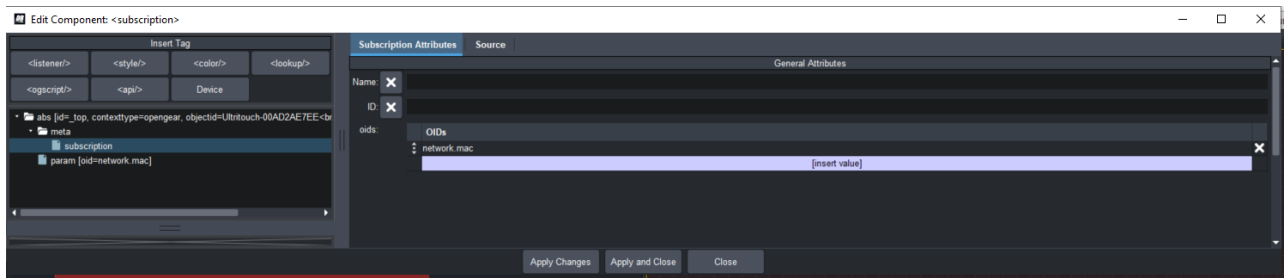 Edit Component: <subscription>
Insert Tag
<listener/> <style/> <color/> <lookup/>
<ogscript/> <api/> Device
abs [id=_top, contexttype=opengear, objectid=Ultritouch-00AD2AE7EE<br
meta
subscription
param [oid=network.mac]
Subscription Attributes Source
General Attributes
Name:
ID:
oids:
OIDs
network.mac
[insert value]
Apply Changes Apply and Close Close